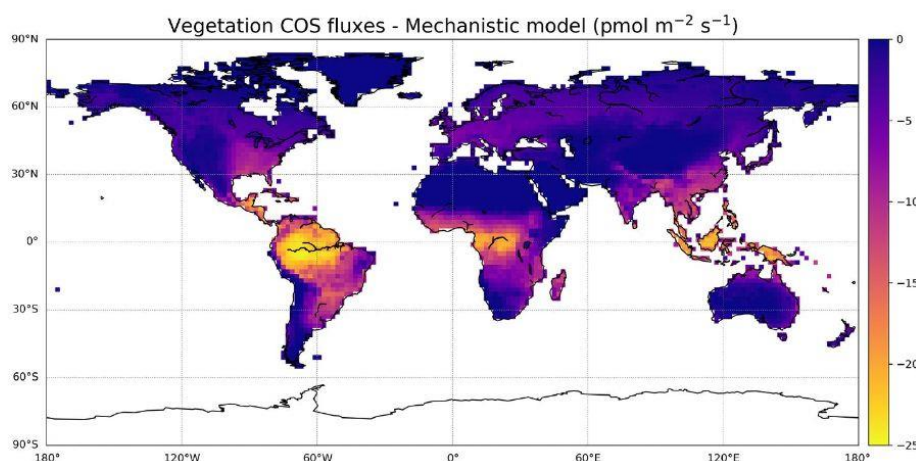 Vegetation COS fluxes - Mechanistic model (pmol m⁻² s⁻¹)
90°N
60°N
30°N
0°
30°S
60°S
90°S
180°
120°W
60°W
0°
60°E
120°E
180°
0
−5
−10
−15
−20
−25